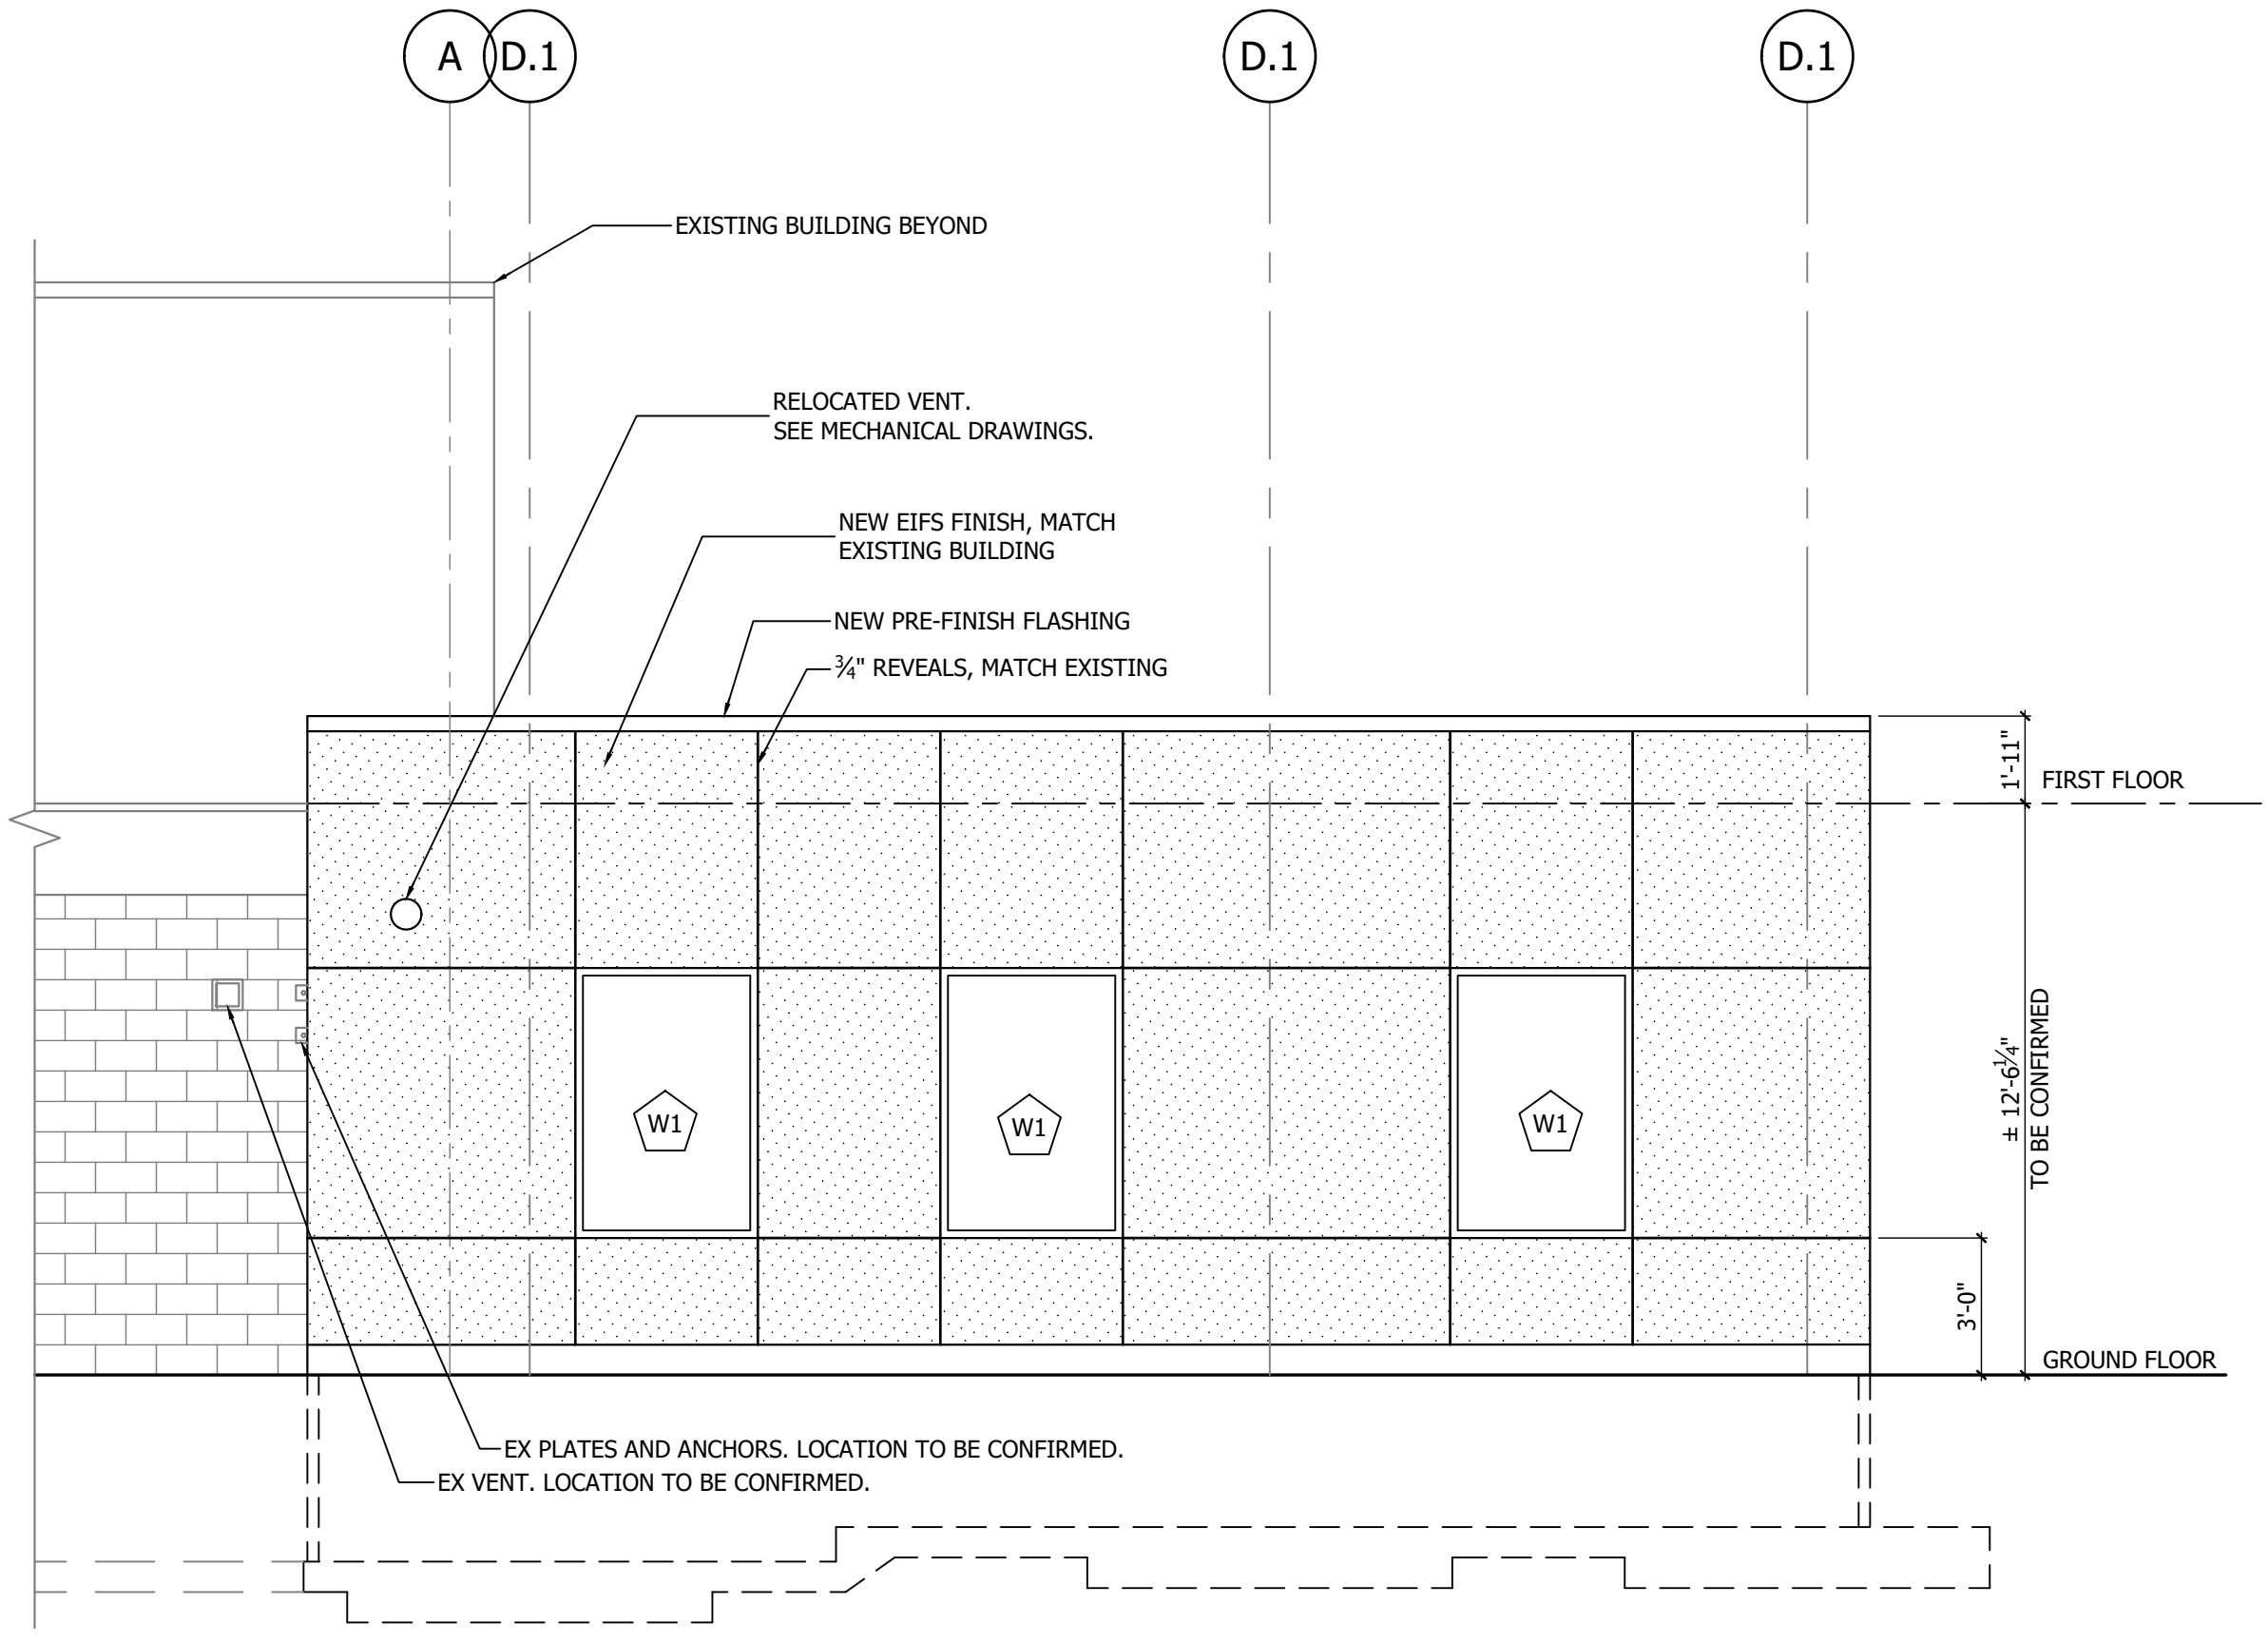 A
D.1
D.1
D.1
EXISTING BUILDING BEYOND
RELOCATED VENT.
SEE MECHANICAL DRAWINGS.
NEW EIFS FINISH, MATCH
EXISTING BUILDING
NEW PRE-FINISH FLASHING
¾" REVEALS, MATCH EXISTING
1'-11"
FIRST FLOOR
± 12'-6¼"
TO BE CONFIRMED
W1
W1
W1
3'-0"
GROUND FLOOR
EX PLATES AND ANCHORS. LOCATION TO BE CONFIRMED.
EX VENT. LOCATION TO BE CONFIRMED.